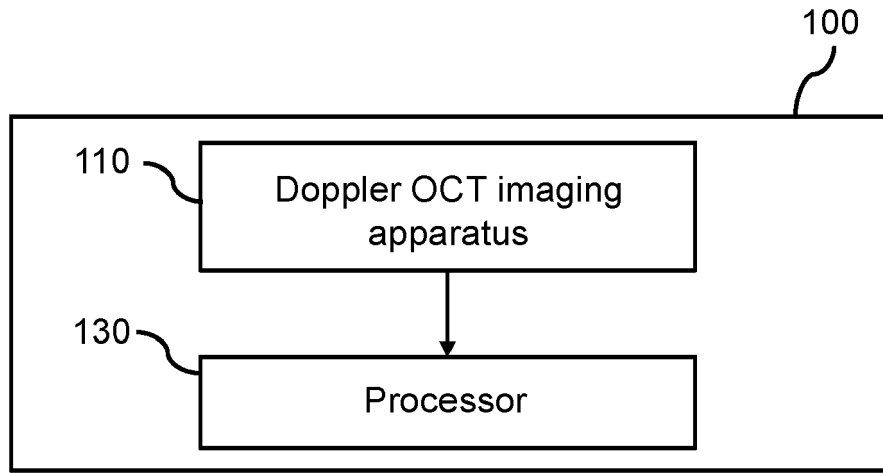 100
110
Doppler OCT imaging
apparatus
130
Processor